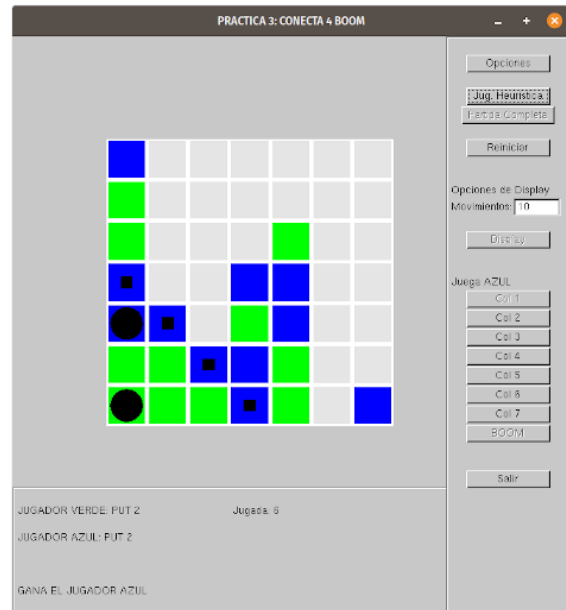 PRACTICA 3: CONECTA 4 BOOM
Opciones
Jug. Heuristica
Partida Completa
Reiniciar
Opciones de Display
Movimientos: 10
Display
Juega AZUL
Col 1
Col 2
Col 3
Col 4
Col 5
Col 6
Col 7
BOOM
Salir
JUGADOR VERDE: PUT 2 Jugada: 6
JUGADOR AZUL: PUT 2
GANA EL JUGADOR AZUL